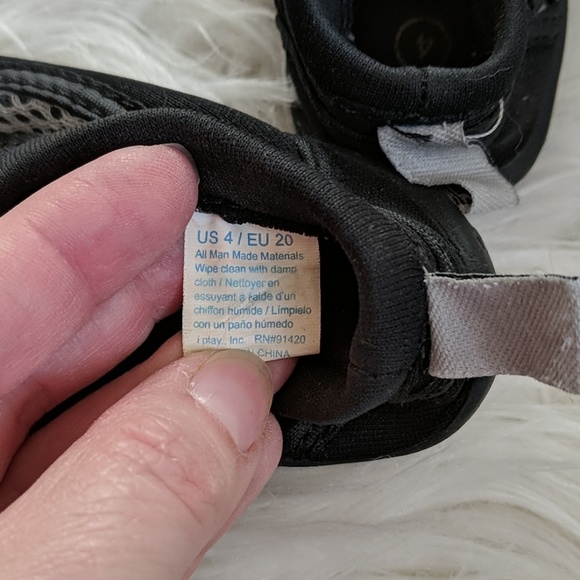 4
US 4 / EU 20
All Man Made Materials
Wipe clean with damp
cloth / Nettoyer en
essuyant a l'aide d'un
chiffon humide / Limpielo
con un paño húmedo
i play., Inc. RN#91420
CHINA